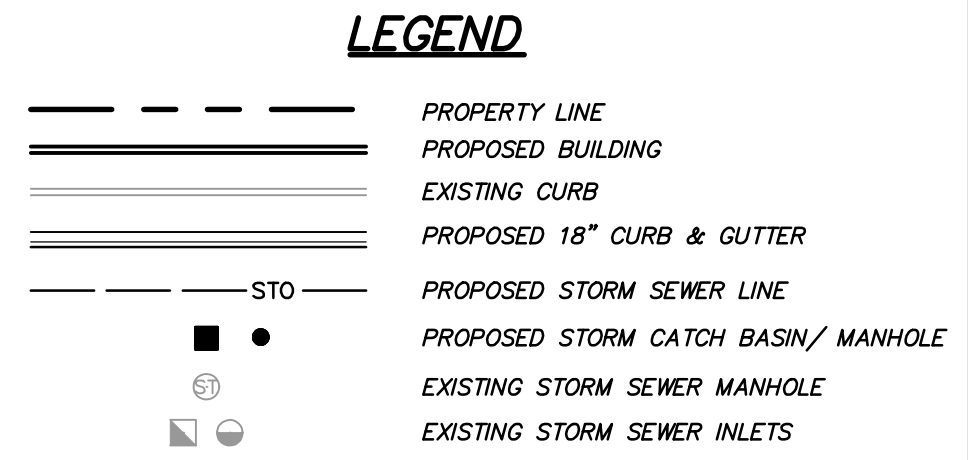 LEGEND
PROPERTY LINE
PROPOSED BUILDING
EXISTING CURB
PROPOSED 18" CURB & GUTTER
STO PROPOSED STORM SEWER LINE
PROPOSED STORM CATCH BASIN/ MANHOLE
ST EXISTING STORM SEWER MANHOLE
EXISTING STORM SEWER INLETS